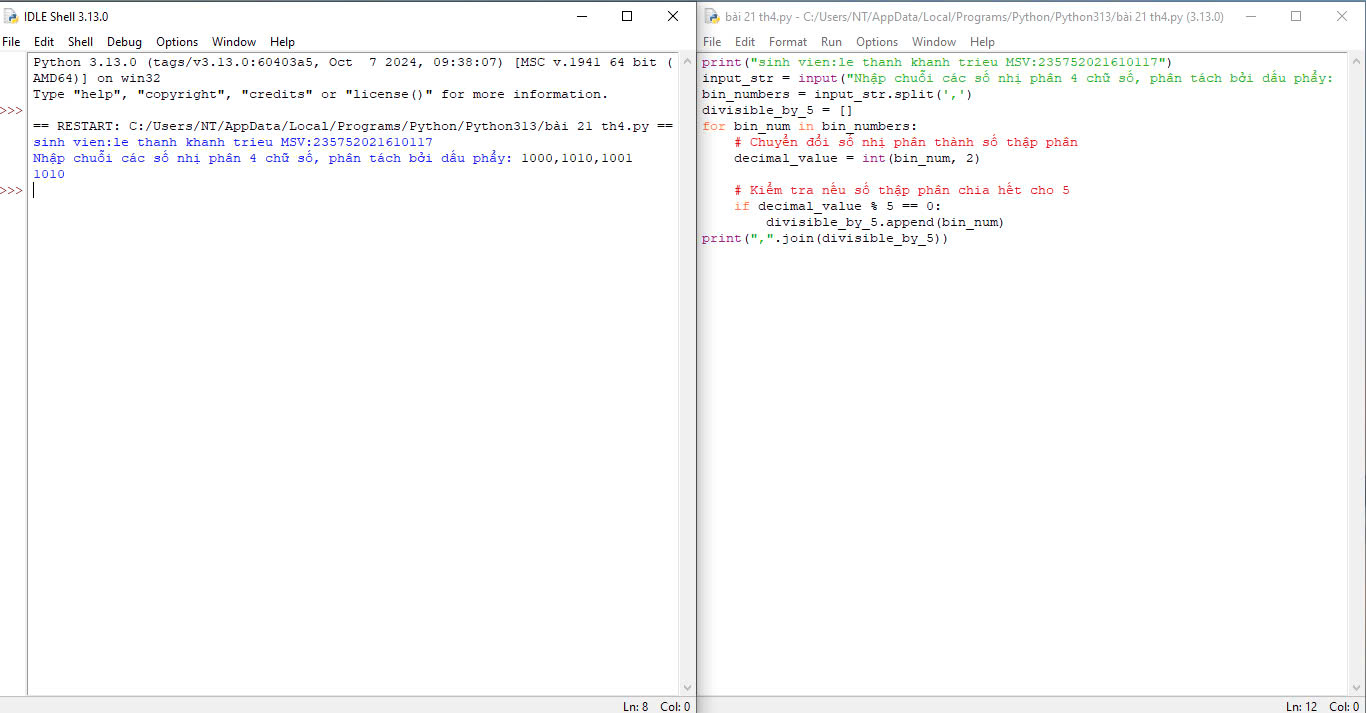 IDLE Shell 3.13.0
File Edit Shell Debug Options Window Help
Python 3.13.0 (tags/v3.13.0:60403a5, Oct  7 2024, 09:38:07) [MSC v.1941 64 bit (
AMD64)] on win32
Type "help", "copyright", "credits" or "license()" for more information.
>>>
== RESTART: C:/Users/NT/AppData/Local/Programs/Python/Python313/bài 21 th4.py ==
sinh vien:le thanh khanh trieu MSV:235752021610117
Nhập chuỗi các số nhị phân 4 chữ số, phân tách bởi dấu phẩy: 1000,1010,1001
1010
>>>
Ln: 8 Col: 0
bài 21 th4.py - C:/Users/NT/AppData/Local/Programs/Python/Python313/bài 21 th4.py (3.13.0)
File Edit Format Run Options Window Help
print("sinh vien:le thanh khanh trieu MSV:235752021610117")
input_str = input("Nhập chuỗi các số nhị phân 4 chữ số, phân tách bởi dấu phẩy:
bin_numbers = input_str.split(',')
divisible_by_5 = []
for bin_num in bin_numbers:
    # Chuyển đổi số nhị phân thành số thập phân
    decimal_value = int(bin_num, 2)
    # Kiểm tra nếu số thập phân chia hết cho 5
    if decimal_value % 5 == 0:
        divisible_by_5.append(bin_num)
print(",".join(divisible_by_5))
Ln: 12 Col: 0